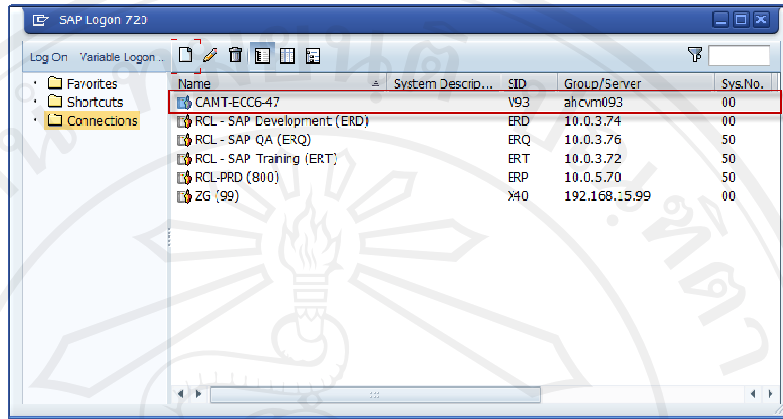 SAP Logon 720
Log On Variable Logon ...
Favorites
Shortcuts
Connections
Name System Descrip... SID Group/Server Sys.No.
CAMT-ECC6-47 V93 ahcvm093 00
RCL - SAP Development (ERD) ERD 10.0.3.74 00
RCL - SAP QA (ERQ) ERQ 10.0.3.76 50
RCL - SAP Training (ERT) ERT 10.0.3.72 50
RCL-PRD (800) ERP 10.0.5.70 50
ZG (99) X40 192.168.15.99 00